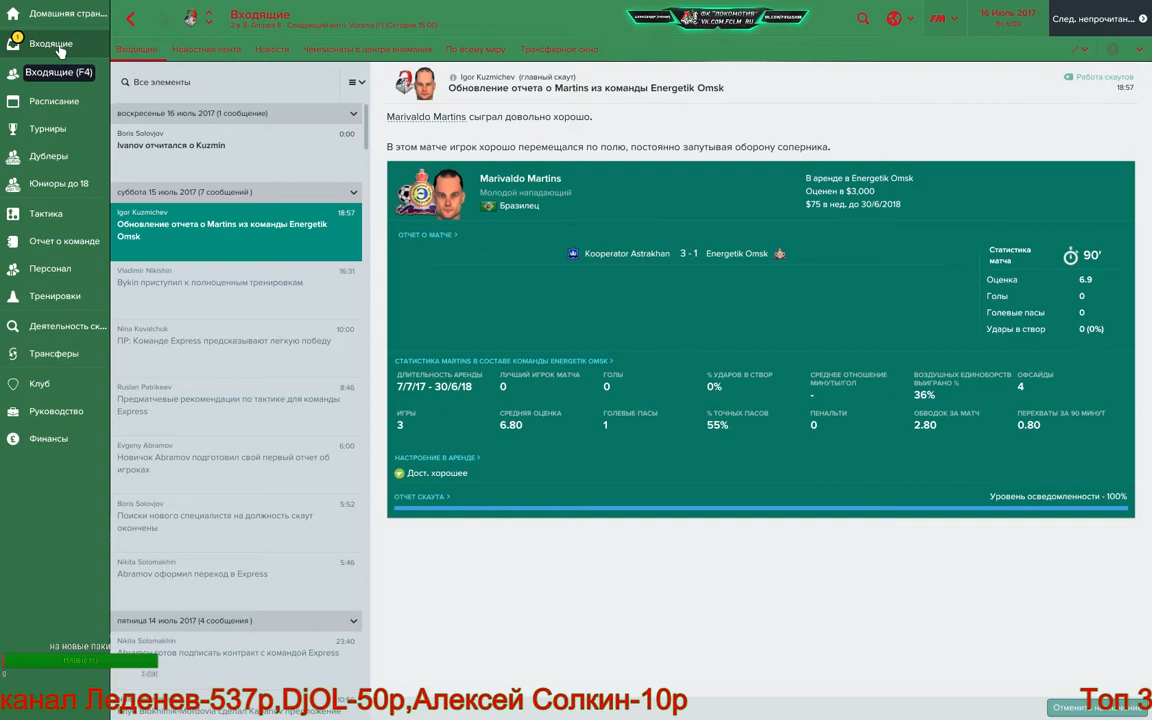 Домашняя стран...
Входящие
1
Входящие (F4)
Расписание
Турниры
Дублеры
Юниоры до 18
Тактика
Отчет о команде
Персонал
Тренировки
Деятельность ск...
Трансферы
Клуб
Руководство
Финансы
Входящие
ФК "ЛОКОМОТИВ"
VK.COM/FCLM_RU
FM
16 Июль 2017
След. непрочитан...
Входящие
Новостная лента
Новости
Чемпионаты в центре внимания
По всему миру
Трансферное окно
Все элементы
воскресенье 16 июль 2017 (1 сообщение)
Boris Solovjov 0:00
Ivanov отчитался о Kuzmin
суббота 15 июль 2017 (7 сообщений )
Igor Kuzmichev 18:57
Обновление отчета о Martins из команды Energetik
Omsk
Vladimir Nikishin 16:31
Bykin приступил к полноценным тренировкам
Nina Kovalchuk 10:00
ПР: Команде Express предсказывают легкую победу
Ruslan Patrikeev 8:46
Предматчевые рекомендации по тактике для команды
Express
Evgeny Abramov 6:00
Новичок Abramov подготовил свой первый отчет об
игроках
Boris Solovjov 5:52
Поиски нового специалиста на должность скаут
окончены
Nikita Solomakhin 5:46
Abramov оформил переход в Express
пятница 14 июль 2017 (4 сообщения )
Nikita Solomakhin 23:40
Abramov готов подписать контракт с командой Express
Igor Kuzmichev (главный скаут)
Обновление отчета о Martins из команды Energetik Omsk
Работа скаутов
18:57
Marivaldo Martins сыграл довольно хорошо.
В этом матче игрок хорошо перемещался по полю, постоянно запутывая оборону соперника.
Marivaldo Martins
Молодой нападающий
Бразилец
В аренде в Energetik Omsk
Оценен в $3,000
$75 в нед. до 30/6/2018
ОТЧЕТ О МАТЧЕ >
Kooperator Astrakhan 3 - 1 Energetik Omsk
Статистика
матча
90'
Оценка 6.9
Голы 0
Голевые пасы 0
Удары в створ 0 (0%)
СТАТИСТИКА MARTINS В СОСТАВЕ КОМАНДЫ ENERGETIK OMSK >
ДЛИТЕЛЬНОСТЬ АРЕНДЫ
7/7/17 - 30/6/18
ЛУЧШИЙ ИГРОК МАТЧА
0
ГОЛЫ
0
% УДАРОВ В СТВОР
0%
СРЕДНЕЕ ОТНОШЕНИЕ
МИНУТЫ/ГОЛ
-
ВОЗДУШНЫХ ЕДИНОБОРСТВ
ВЫИГРАНО %
36%
ОФСАЙДЫ
4
ИГРЫ
3
СРЕДНЯЯ ОЦЕНКА
6.80
ГОЛЕВЫЕ ПАСЫ
1
% ТОЧНЫХ ПАСОВ
55%
ПЕНАЛЬТИ
0
ОБВОДОК ЗА МАТЧ
2.80
ПЕРЕХВАТЫ ЗА 90 МИНУТ
0.80
НАСТРОЕНИЕ В АРЕНДЕ >
Дост. хорошее
ОТЧЕТ СКАУТА >
Уровень осведомленности - 100%
на новые паки
0
канал Леденев-537р,DjOL-50р,Алексей Солкин-10р
Топ 3